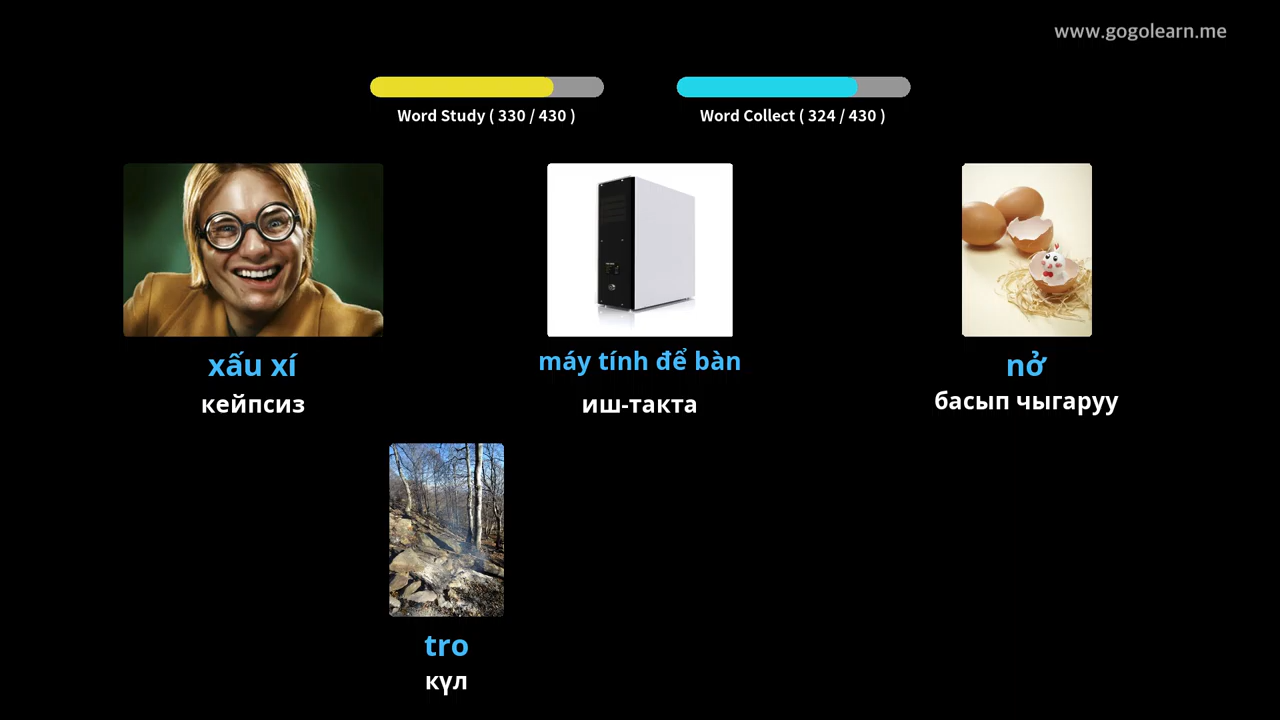 www.gogolearn.me
Word Study ( 330 / 430 )
Word Collect ( 324 / 430 )
xấu xí
кейпсиз
máy tính để bàn
иш-такта
nở
басып чыгаруу
tro
күл